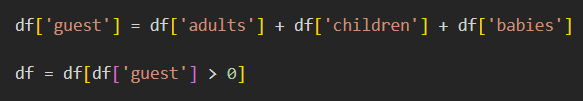 df['guest'] = df['adults'] + df['children'] + df['babies']
df = df[df['guest'] > 0]